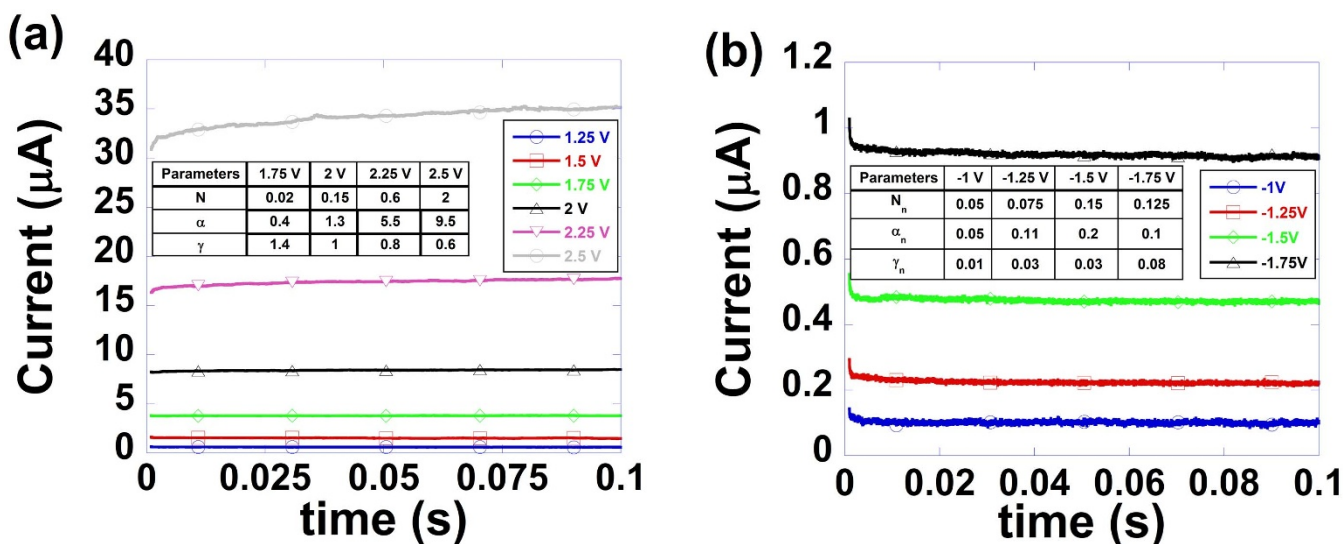 (a)
40
35
30
25
20
15
10
5
0
Current (µA)
1.25 V
1.5 V
1.75 V
2 V
2.25 V
2.5 V
Parameters 1.75 V 2 V 2.25 V 2.5 V
N 0.02 0.15 0.6 2
α 0.4 1.3 5.5 9.5
γ 1.4 1 0.8 0.6
0 0.025 0.05 0.075 0.1
time (s)
(b)
1.2
1
0.8
0.6
0.4
0.2
0
Current (µA)
Parameters -1 V -1.25 V -1.5 V -1.75 V
Nn 0.05 0.075 0.15 0.125
αn 0.05 0.11 0.2 0.1
γn 0.01 0.03 0.03 0.08
-1V
-1.25V
-1.5V
-1.75V
0 0.02 0.04 0.06 0.08 0.1
time (s)